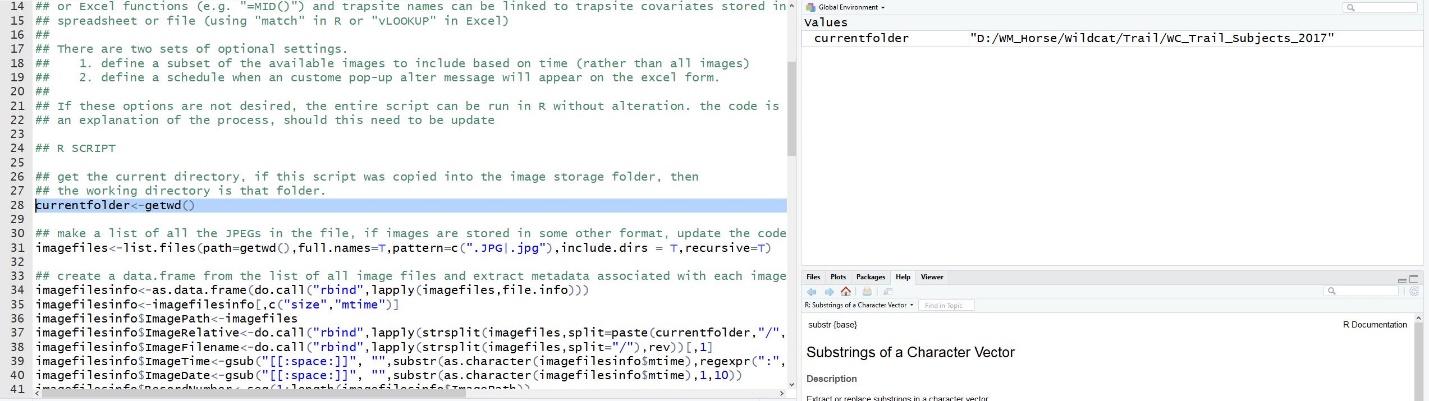 14 ## or Excel functions (e.g. "=MID()") and trapsite names can be linked to trapsite covariates stored in
15 ## spreadsheet or file (using "match" in R or "vLOOKUP" in Excel)
16 ##
17 ## There are two sets of optional settings.
18 ## 1. define a subset of the available images to include based on time (rather than all images)
19 ## 2. define a schedule when an custome pop-up alter message will appear on the excel form.
20 ##
21 ## If these options are not desired, the entire script can be run in R without alteration. the code is
22 ## an explanation of the process, should this need to be update
23
24 ## R SCRIPT
25
26 ## get the current directory, if this script was copied into the image storage folder, then
27 ## the working directory is that folder.
28 currentfolder<-getwd()
29
30 ## make a list of all the JPEGs in the file, if images are stored in some other format, update the code
31 imagefiles<-list.files(path=getwd(),full.names=T,pattern=c(".JPG|.jpg"),include.dirs = T,recursive=T)
32
33 ## create a data.frame from the list of all image files and extract metadata associated with each image
34 imagefilesinfo<-as.data.frame(do.call("rbind",lapply(imagefiles,file.info)))
35 imagefilesinfo<-imagefilesinfo[,c("size","mtime")]
36 imagefilesinfo$ImagePath<-imagefiles
37 imagefilesinfo$ImageRelative<-do.call("rbind",lapply(strsplit(imagefiles,split=paste(currentfolder,"/",
38 imagefilesinfo$ImageFilename<-do.call("rbind",lapply(strsplit(imagefiles,split="/"),rev))[,1]
39 imagefilesinfo$ImageTime<-gsub("[[:space:]]", "",substr(as.character(imagefilesinfo$mtime),regexpr(":",
40 imagefilesinfo$ImageDate<-gsub("[[:space:]]", "",substr(as.character(imagefilesinfo$mtime),1,10))
41 imagefilesinfo$RecordNumber<-seq(1:length(imagefilesinfo$ImagePath))
Global Environment
Values
currentfolder "D:/WM_Horse/Wildcat/Trail/WC_Trail_Subjects_2017"
Files Plots Packages Help Viewer
R: Substrings of a Character Vector Find in Topic
substr {base} R Documentation
Substrings of a Character Vector
Description
Extract or replace substrings in a character vector.